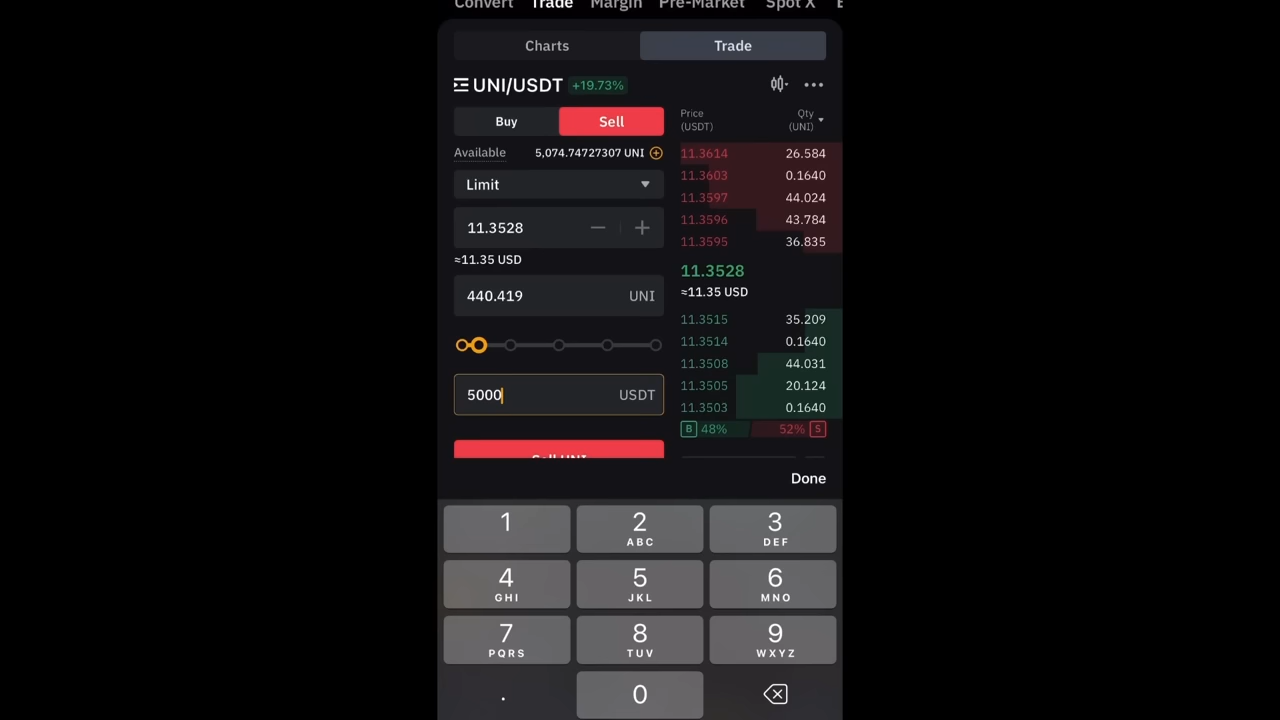 Convert Trade Margin Pre-Market Spot X
Charts Trade
UNI/USDT +19.73%
Buy Sell
Available 5,074.74727307 UNI
Limit
11.3528
≈11.35 USD
440.419 UNI
5000 USDT
Sell UNI
Price Qty
(USDT) (UNI)
11.3614 26.584
11.3603 0.1640
11.3597 44.024
11.3596 43.784
11.3595 36.835
11.3528
≈11.35 USD
11.3515 35.209
11.3514 0.1640
11.3508 44.031
11.3505 20.124
11.3503 0.1640
B 48% 52% S
Done
1 2 3
ABC DEF
4 5 6
GHI JKL MNO
7 8 9
PQRS TUV WXYZ
. 0